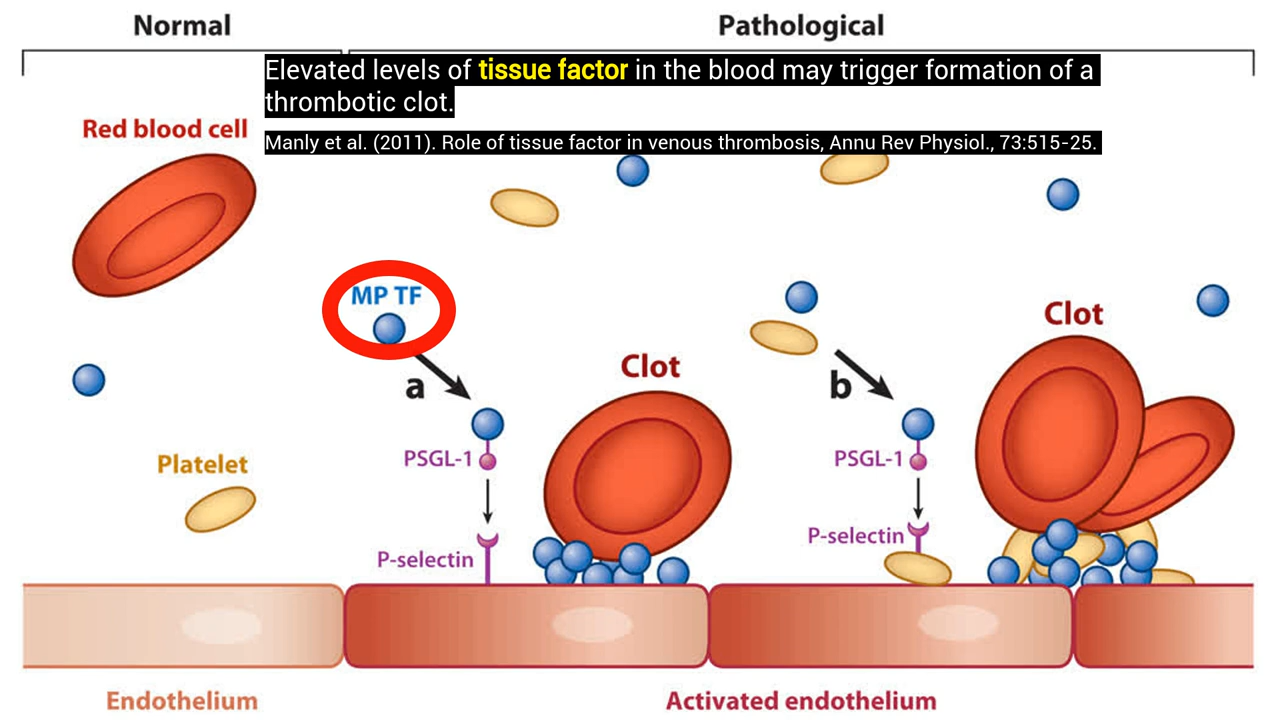 Normal
Pathological
Elevated levels of tissue factor in the blood may trigger formation of a
thrombotic clot.
Manly et al. (2011). Role of tissue factor in venous thrombosis, Annu Rev Physiol., 73:515-25.
Red blood cell
MP TF
a
Clot
b
Clot
PSGL-1
PSGL-1
Platelet
P-selectin
P-selectin
Endothelium
Activated endothelium